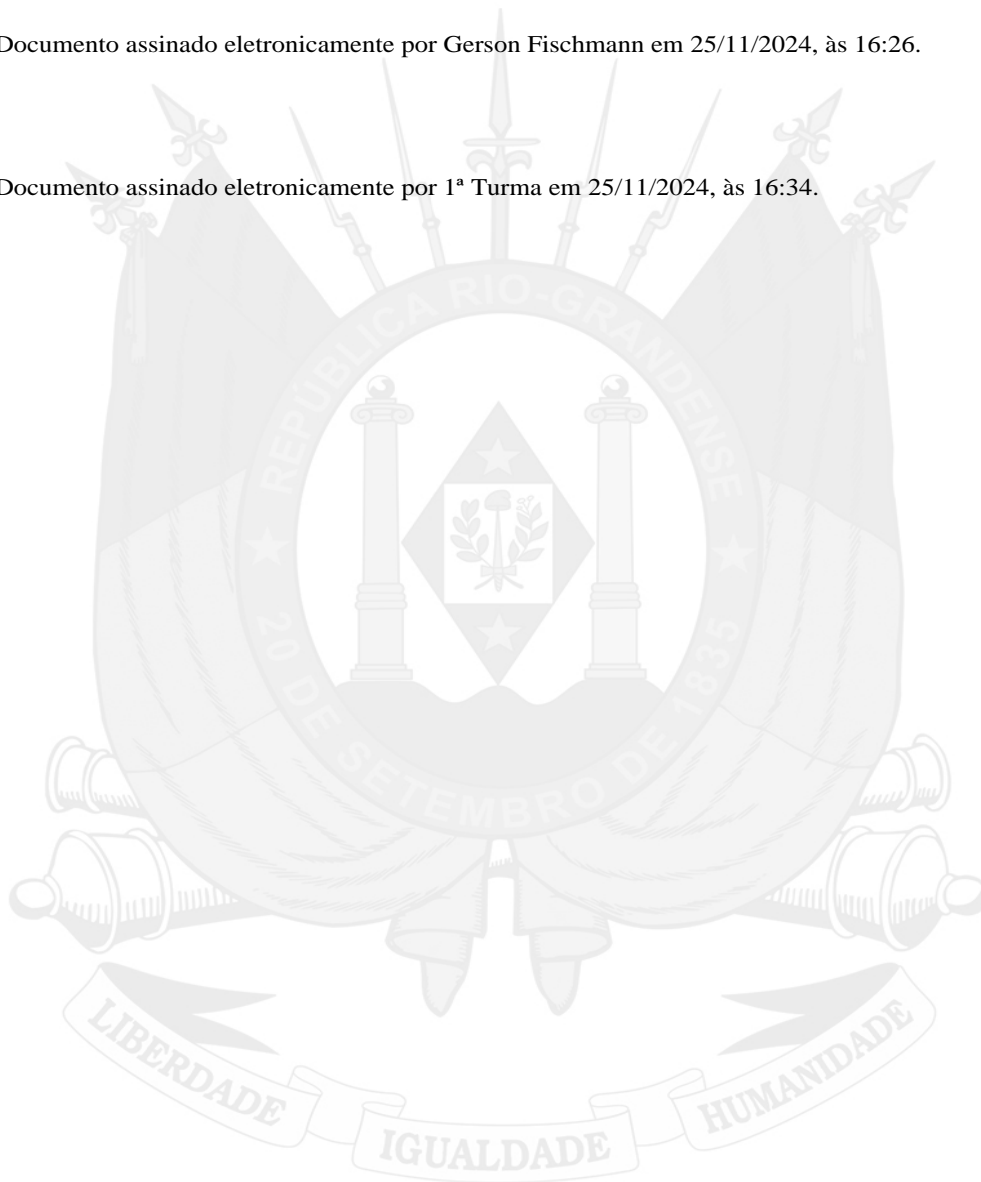 Documento assinado eletronicamente por Gerson Fischmann em 25/11/2024, às 16:26.
Documento assinado eletronicamente por 1ª Turma em 25/11/2024, às 16:34.
REPÚBLICA RIO-GRANDENSE
20 DE SETEMBRO DE 1835
LIBERDADE
IGUALDADE
HUMANIDADE